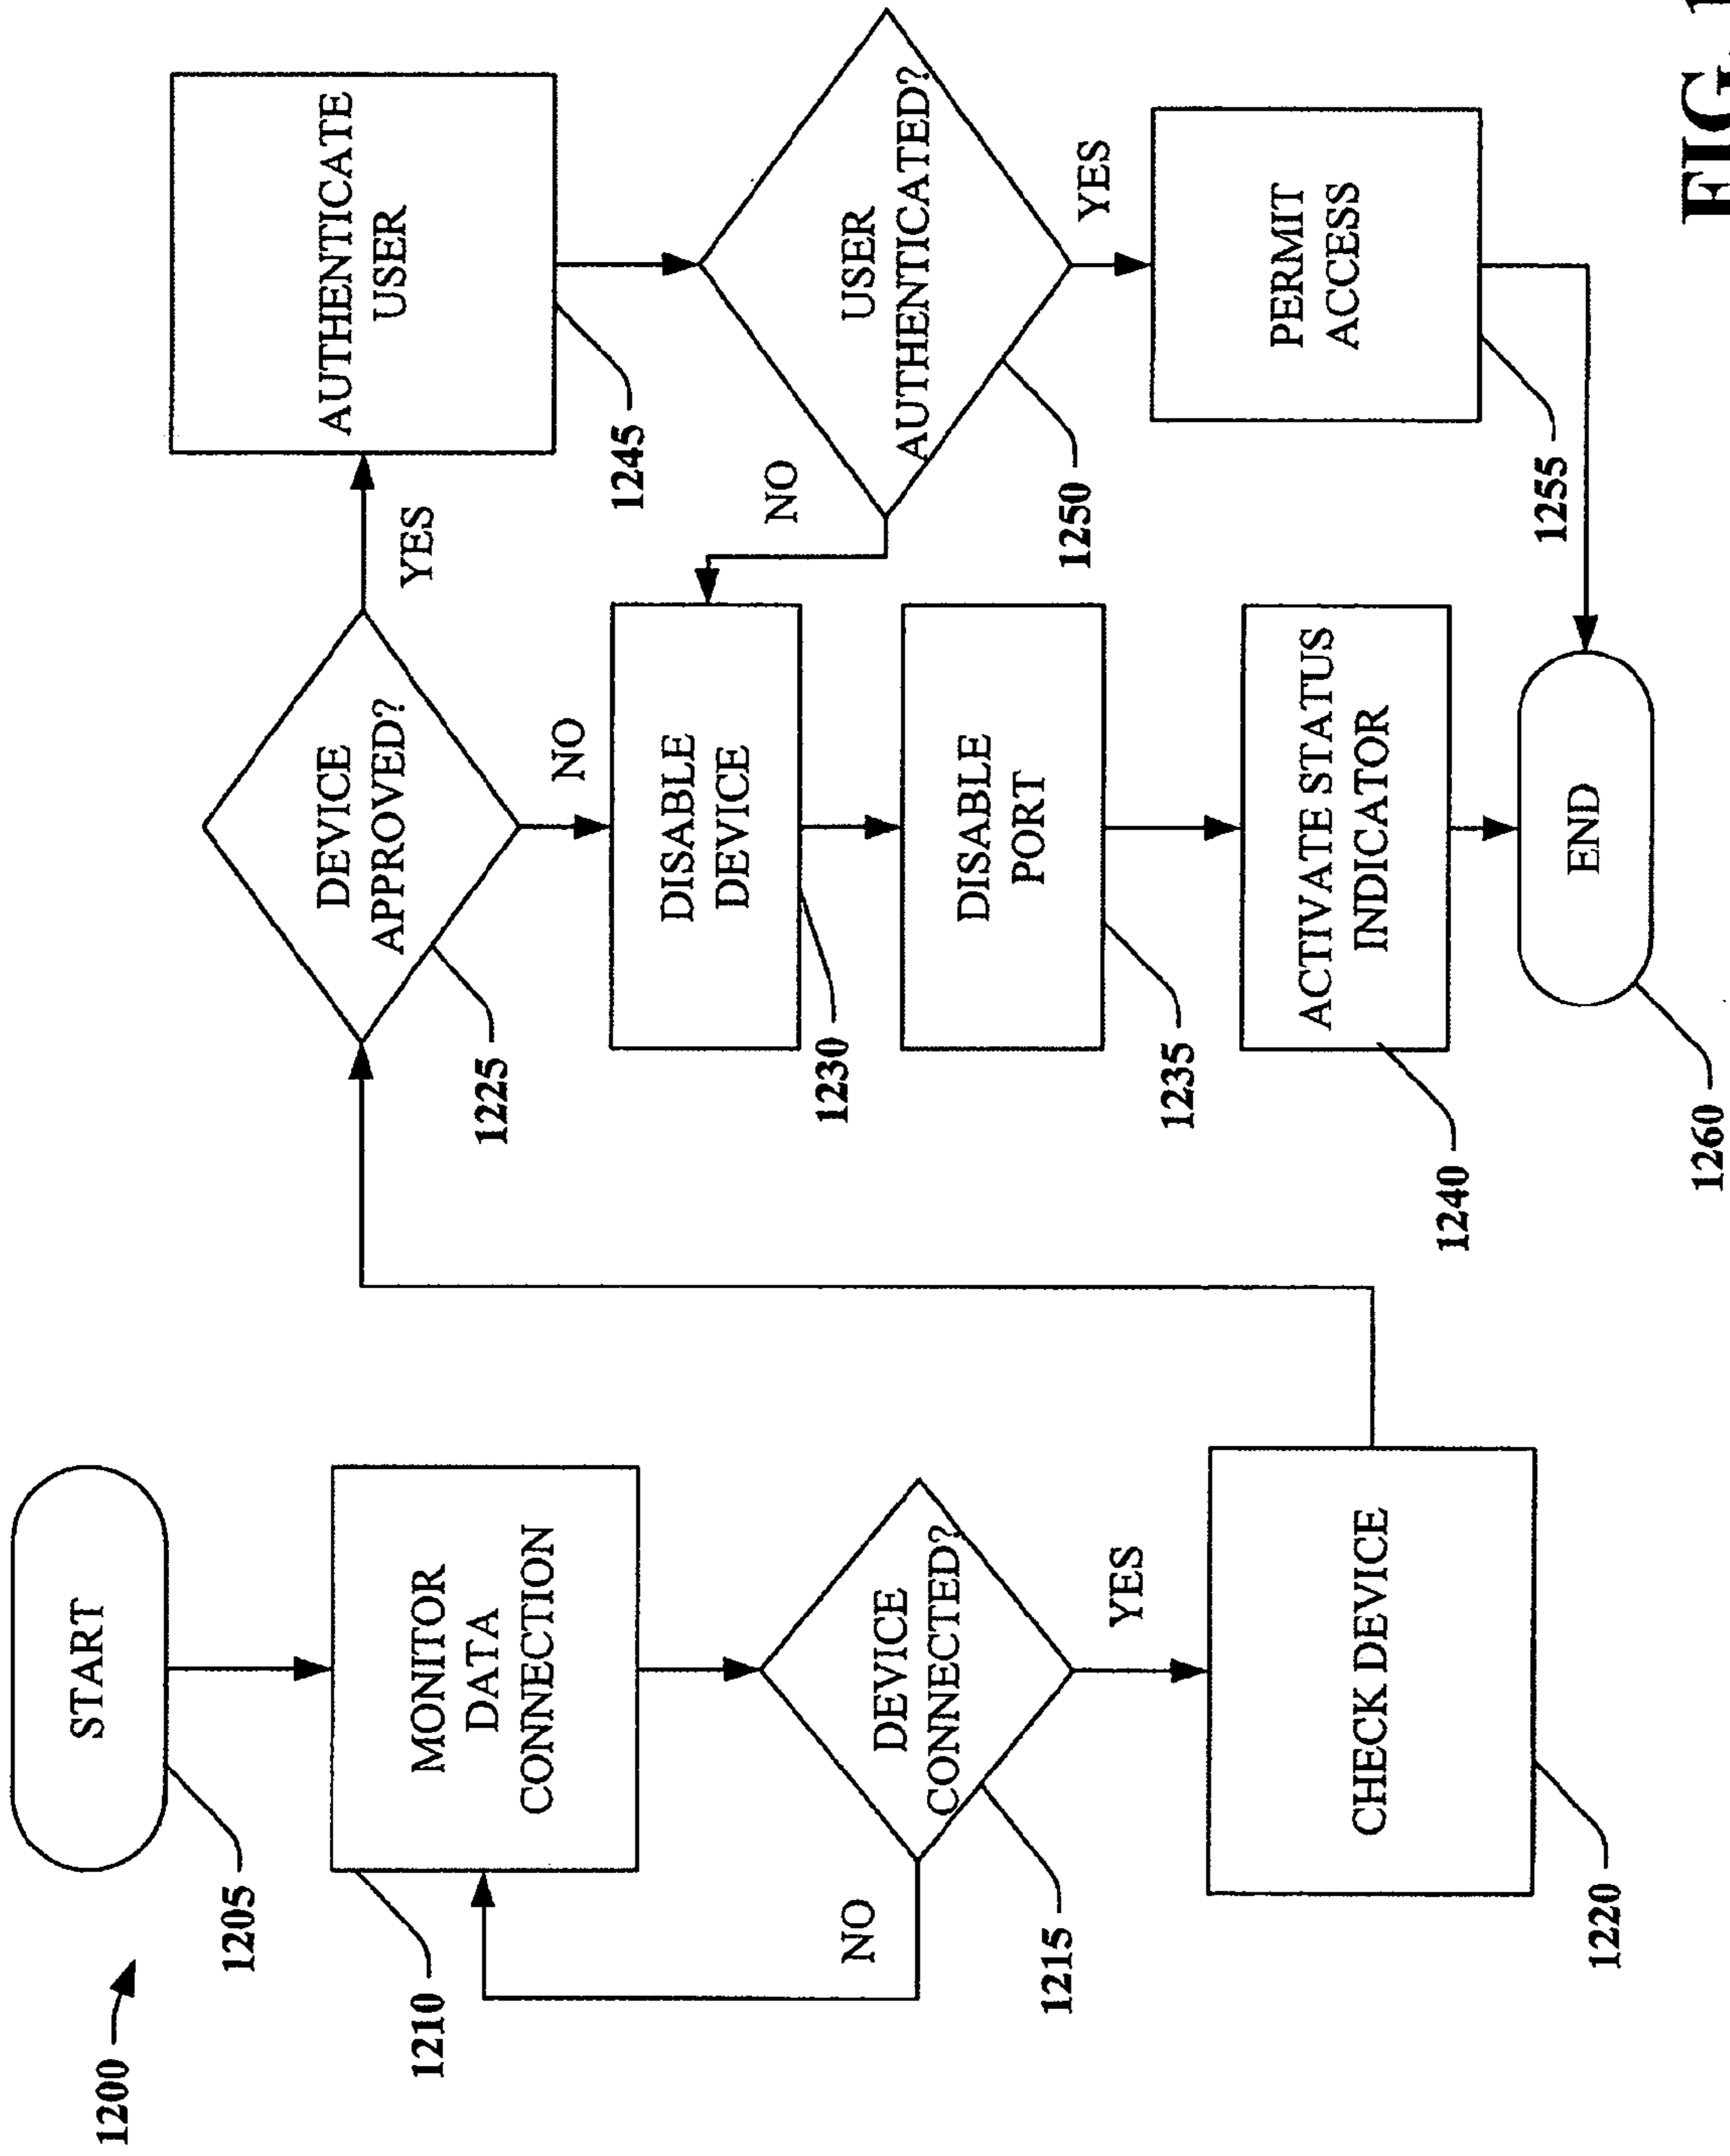 1200
START
1205
MONITOR
DATA
CONNECTION
1210
DEVICE
CONNECTED?
NO
YES
1215
CHECK DEVICE
1220
DEVICE
APPROVED?
YES
NO
1225
DISABLE
DEVICE
1230
DISABLE
PORT
1235
ACTIVATE STATUS
INDICATOR
1240
AUTHENTICATE
USER
1245
USER
AUTHENTICATED?
NO
YES
1250
PERMIT
ACCESS
1255
END
1260
FIG.